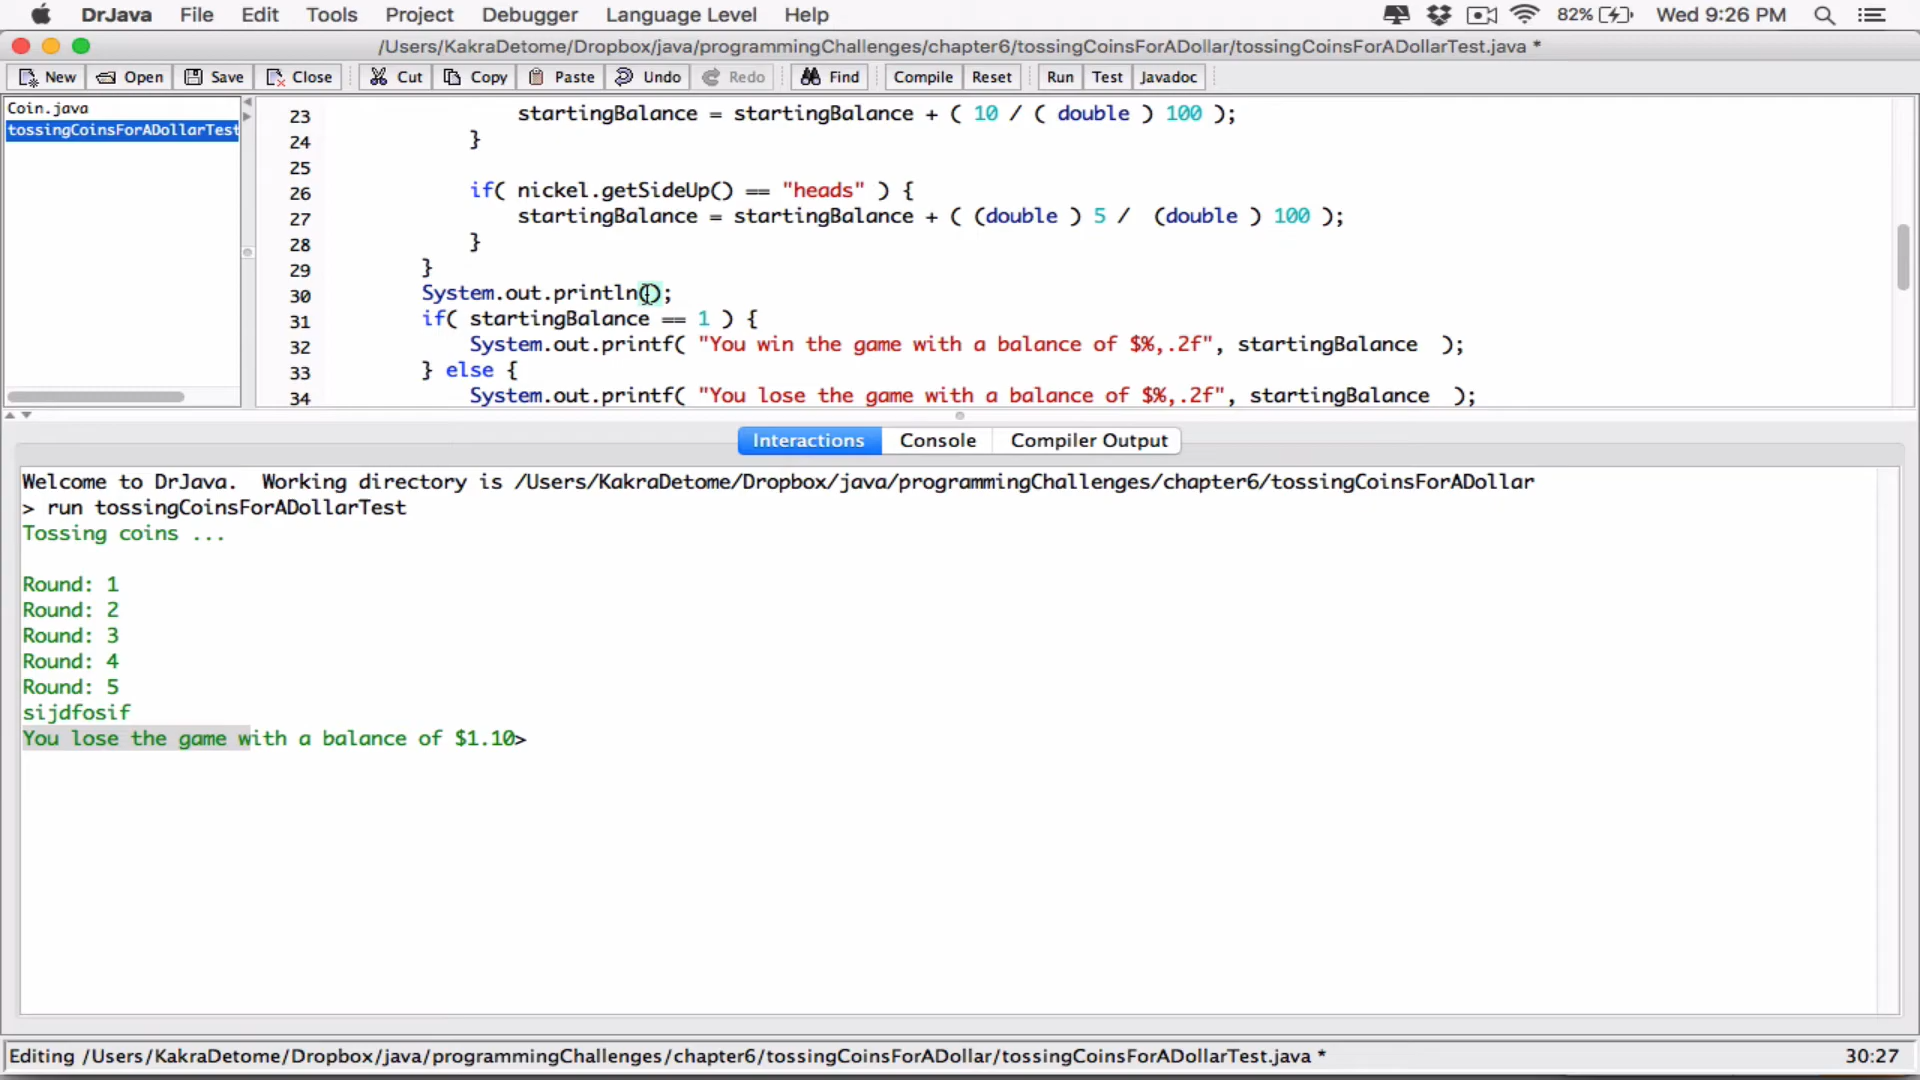 DrJava File Edit Tools Project Debugger Language Level Help 82% Wed 9:26 PM
/Users/KakraDetome/Dropbox/java/programmingChallenges/chapter6/tossingCoinsForADollar/tossingCoinsForADollarTest.java *
New Open Save Close Cut Copy Paste Undo Redo Find Compile Reset Run Test Javadoc
Coin.java
tossingCoinsForADollarTest
23 startingBalance = startingBalance + ( 10 / ( double ) 100 );
24 }
25
26 if( nickel.getSideUp() == "heads" ) {
27 startingBalance = startingBalance + ( (double ) 5 /  (double ) 100 );
28 }
29 }
30 System.out.println();
31 if( startingBalance == 1 ) {
32 System.out.printf( "You win the game with a balance of $%,.2f", startingBalance  );
33 } else {
34 System.out.printf( "You lose the game with a balance of $%,.2f", startingBalance  );
Interactions Console Compiler Output
Welcome to DrJava.  Working directory is /Users/KakraDetome/Dropbox/java/programmingChallenges/chapter6/tossingCoinsForADollar
> run tossingCoinsForADollarTest
Tossing coins ...
Round: 1
Round: 2
Round: 3
Round: 4
Round: 5
sijdfosif
You lose the game with a balance of $1.10>
Editing /Users/KakraDetome/Dropbox/java/programmingChallenges/chapter6/tossingCoinsForADollar/tossingCoinsForADollarTest.java * 30:27